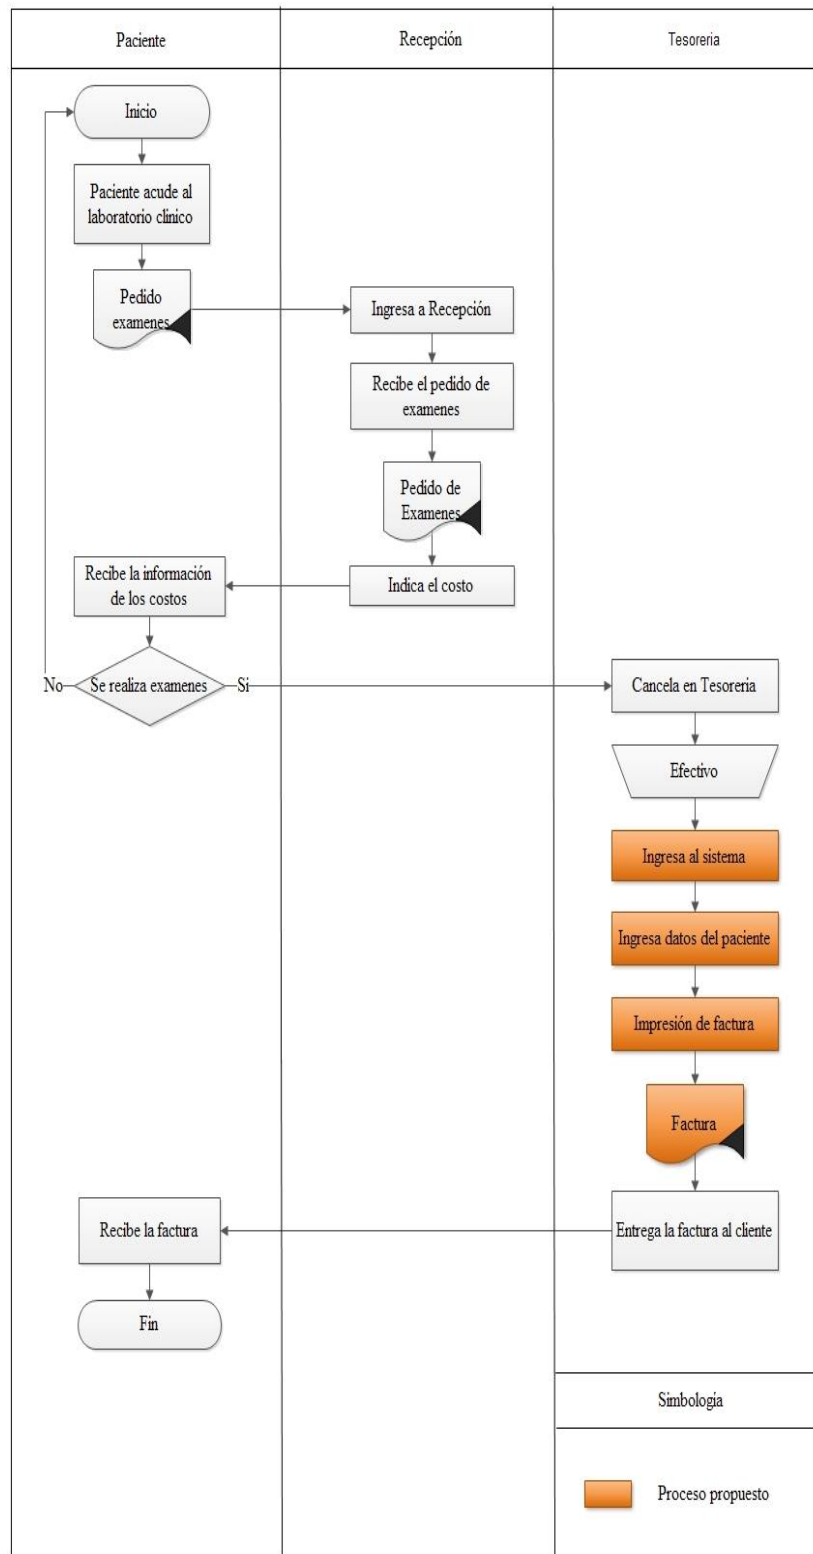 Paciente
Recepción
Tesoreria
Inicio
Paciente acude al
laboratorio clinico
Pedido
examenes
Ingresa a Recepción
Recibe el pedido de
examenes
Pedido de
Examenes
Indica el costo
Recibe la información
de los costos
No
Se realiza examenes
Si
Cancela en Tesoreria
Efectivo
Ingresa al sistema
Ingresa datos del paciente
Impresión de factura
Factura
Entrega la factura al cliente
Recibe la factura
Fin
Simbología
Proceso propuesto